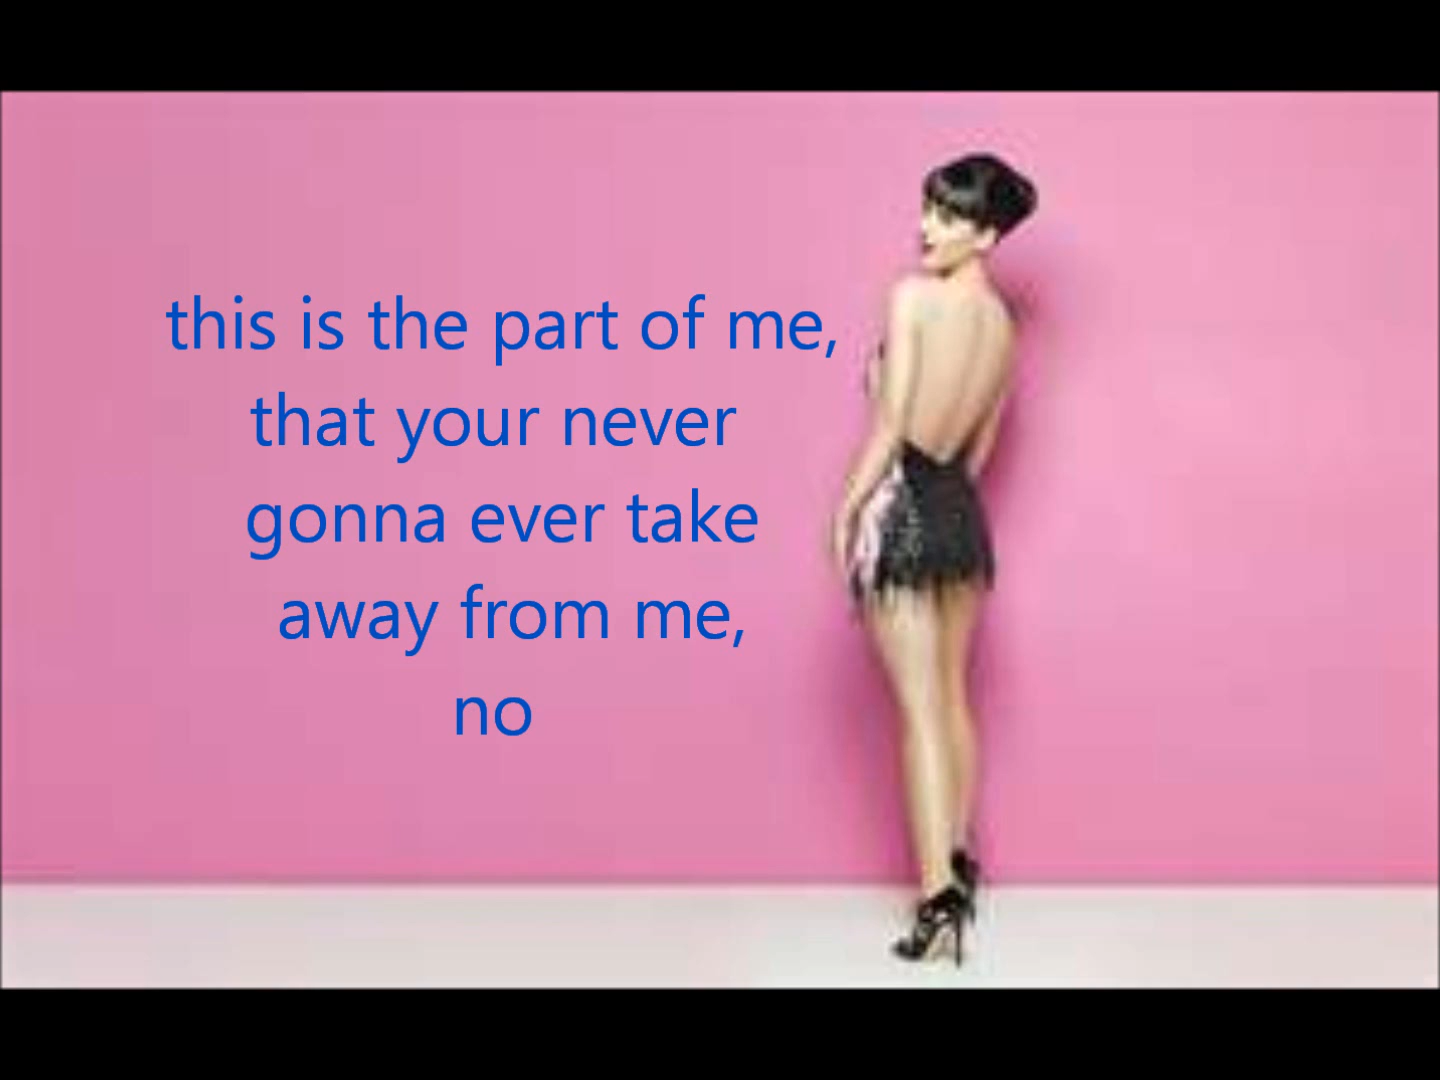 this is the part of me,
that your never
gonna ever take
away from me,
no